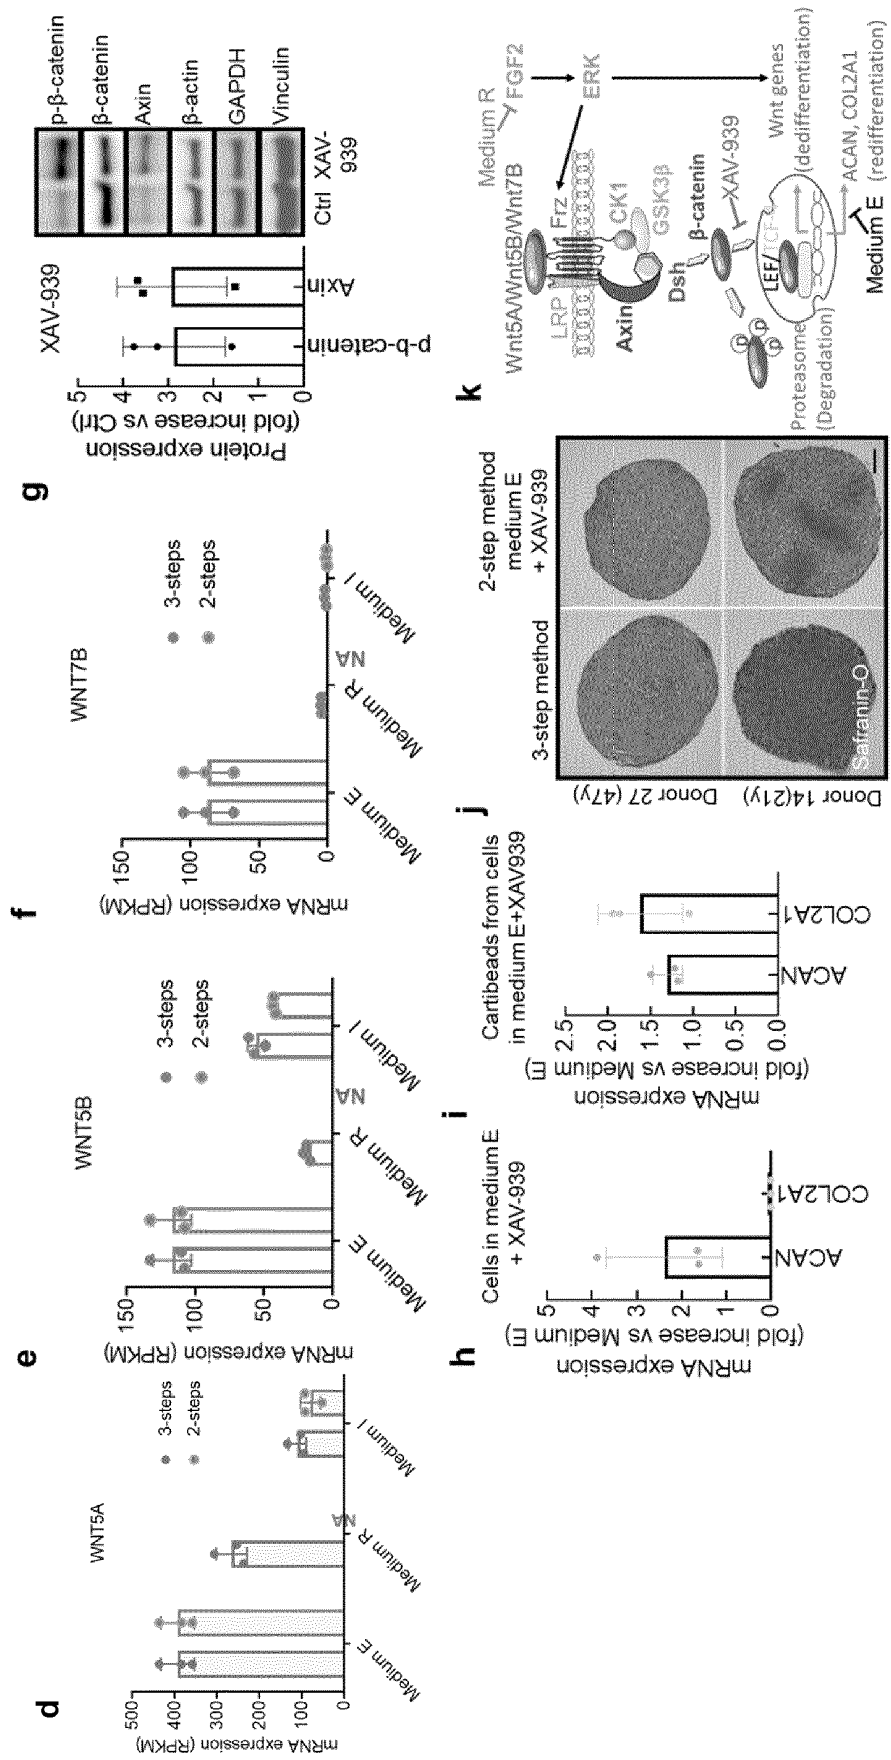 d
WNT5A
mRNA expression (RPKM)
500
400
300
200
100
0
3-steps
2-steps
NA
Medium E
Medium R
Medium I
e
WNT5B
mRNA expression (RPKM)
150
100
50
0
3-steps
2-steps
NA
Medium E
Medium R
Medium I
f
WNT7B
mRNA expression (RPKM)
150
100
50
0
3-steps
2-steps
NA
Medium E
Medium R
Medium I
g
XAV-939
Protein expression
(fold increase vs Ctrl)
5
4
3
2
1
0
p-b-catenin
Axin
p-β-catenin
β-catenin
Axin
β-actin
GAPDH
Vinculin
Ctrl
XAV-
939
h
Cells in medium E
+ XAV-939
mRNA expression
(fold increase vs Medium E)
5
4
3
2
1
0
ACAN
COL2A1
i
Cartibeads from cells
in medium E+XAV939
mRNA expression
(fold increase vs Medium E)
2.5
2.0
1.5
1.0
0.5
0.0
ACAN
COL2A1
j
3-step method
2-step method
medium E
+ XAV-939
Donor 27 (47y)
Donor 14(21y)
Safranin-O
k
Medium R
FGF2
Wnt5A/Wnt5B/Wnt7B
ERK
LRP
Frz
Axin
CK1
GSK3β
Dsh
β-catenin
XAV-939
P
P
P
Proteasome
(Degradation)
LEF/TCF
Wnt genes
(dedifferentiation)
ACAN, COL2A1
(redifferentiation)
Medium E